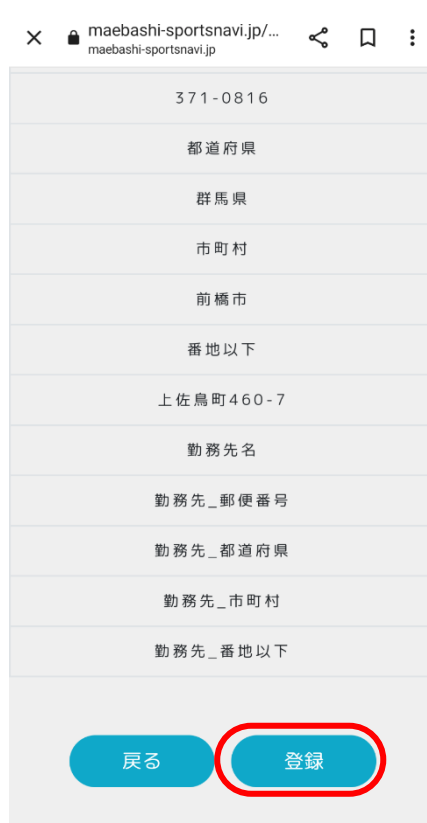 maebashi-sportsnavi.jp/...
maebashi-sportsnavi.jp
371-0816
都道府県
群馬県
市町村
前橋市
番地以下
上佐鳥町460-7
勤務先名
勤務先_郵便番号
勤務先_都道府県
勤務先_市町村
勤務先_番地以下
戻る
登録